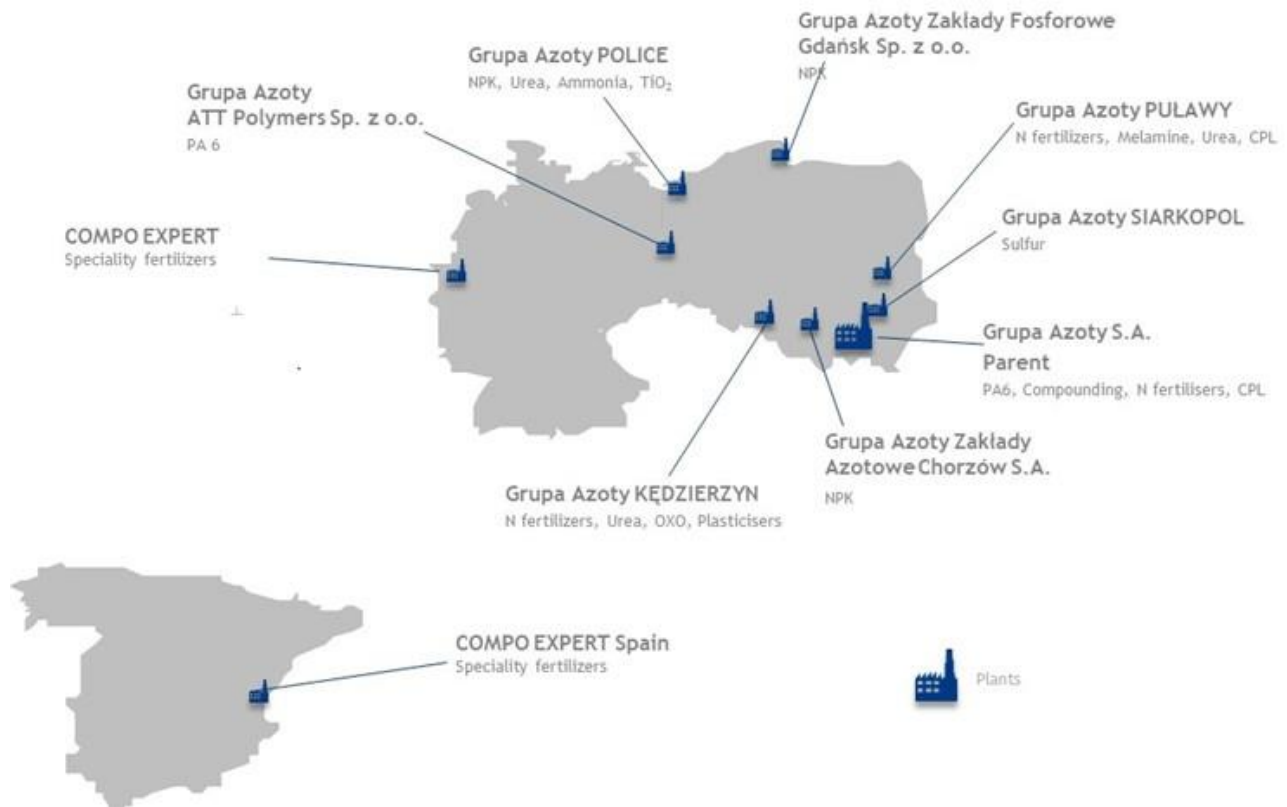 Grupa Azoty Zakłady Fosforowe
Gdańsk Sp. z o.o.
NPK
Grupa Azoty POLICE
NPK, Urea, Ammonia, TiO₂
Grupa Azoty
ATT Polymers Sp. z o.o.
PA 6
Grupa Azoty PUŁAWY
N fertilizers, Melamine, Urea, CPL
Grupa Azoty SIARKOPOL
Sulfur
COMPO EXPERT
Speciality fertilizers
Grupa Azoty S.A.
Parent
PA6, Compounding, N fertilisers, CPL
Grupa Azoty Zakłady
Azotowe Chorzów S.A.
NPK
Grupa Azoty KĘDZIERZYN
N fertilizers, Urea, OXO, Plasticisers
COMPO EXPERT Spain
Speciality fertilizers
Plants